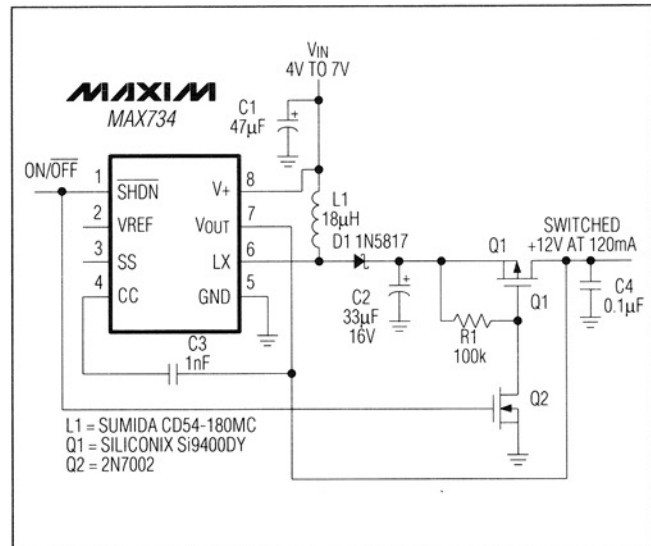 VIN
4V TO 7V
MAXIM
MAX734
C1
47µF
ON/OFF
1
SHDN
V+
8
2
VREF
VOUT
7
3
SS
LX
6
4
CC
GND
5
L1
18µH
D1 1N5817
Q1
SWITCHED
+12V AT 120mA
C2
33µF
16V
R1
100k
Q1
C4
0.1µF
C3
1nF
Q2
L1 = SUMIDA CD54-180MC
Q1 = SILICONIX Si9400DY
Q2 = 2N7002